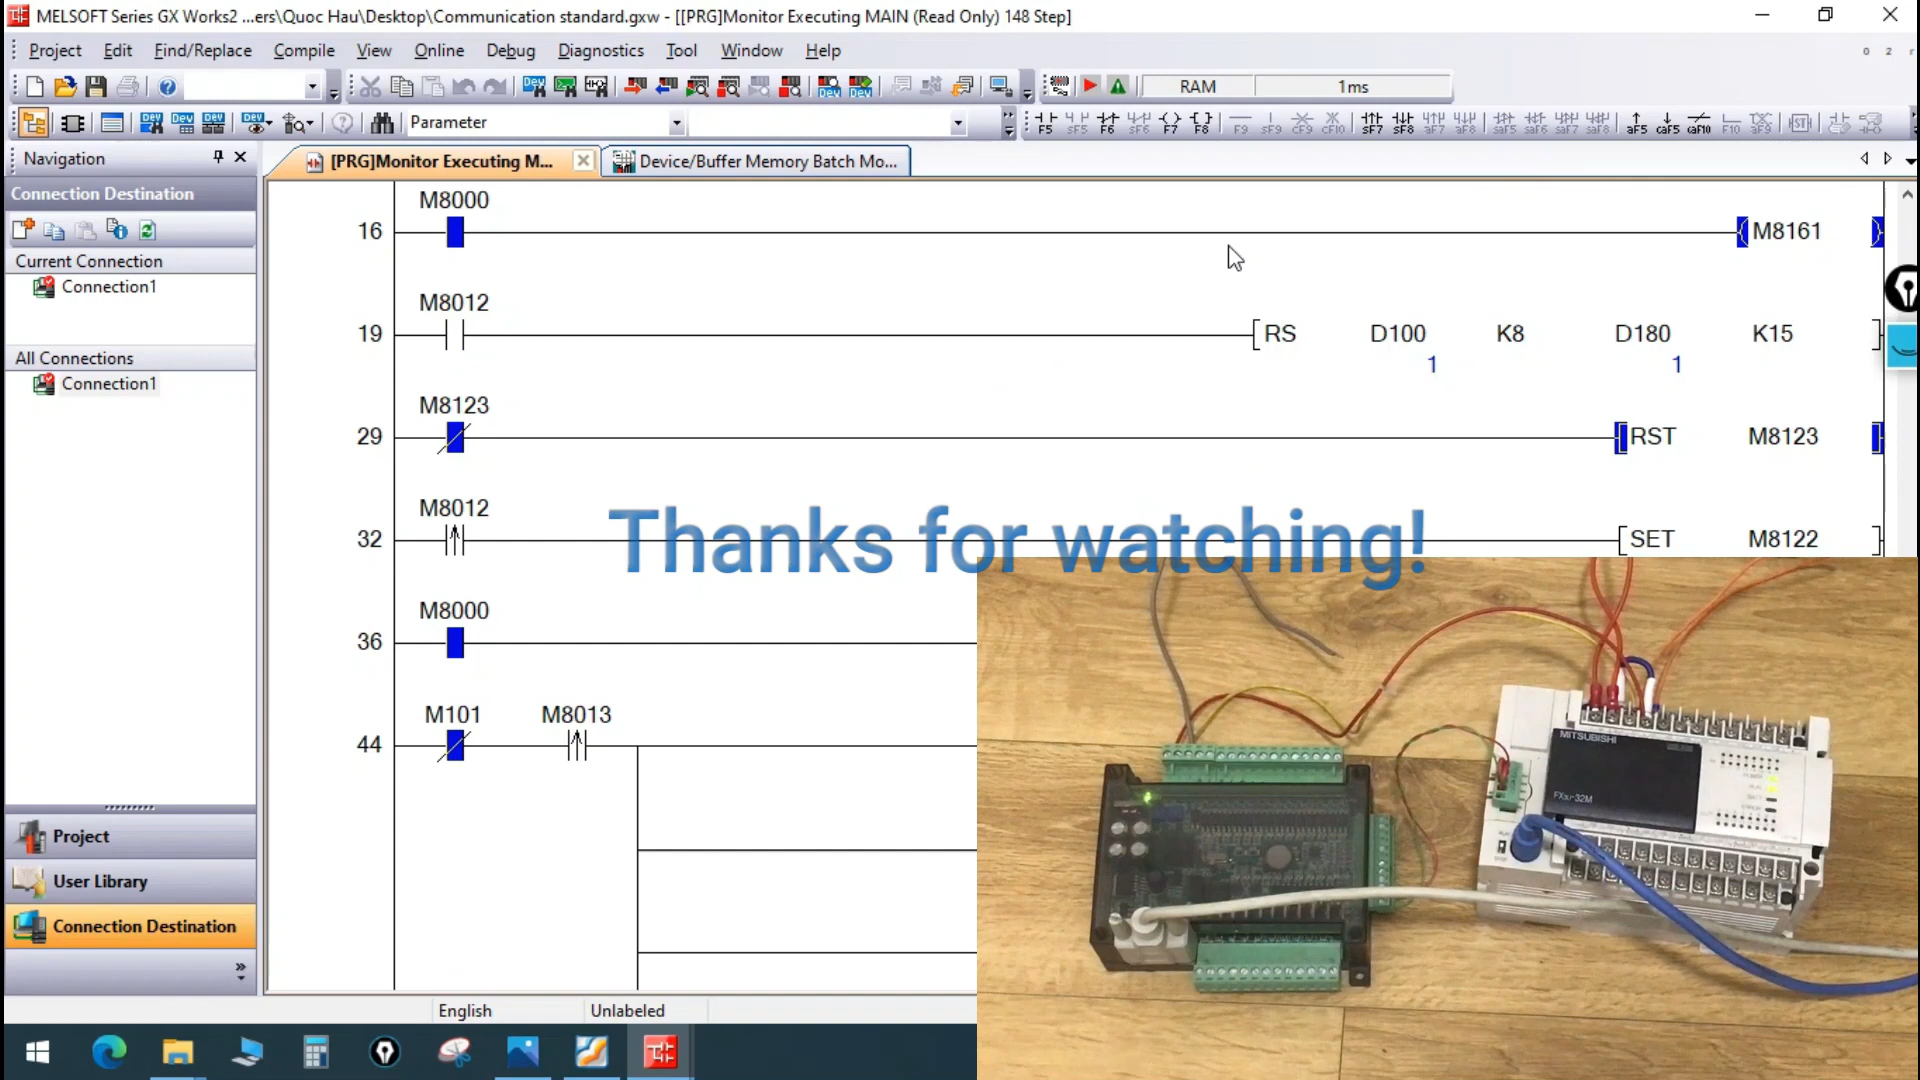 MELSOFT Series GX Works2 ...ers\Quoc Hau\Desktop\Communication standard.gxw - [[PRG]Monitor Executing MAIN (Read Only) 148 Step]
Project Edit Find/Replace Compile View Online Debug Diagnostics Tool Window Help
RAM 1ms
Parameter
Navigation
[PRG]Monitor Executing M...
Device/Buffer Memory Batch Mo...
Connection Destination
Current Connection
Connection1
All Connections
Connection1
Project
User Library
Connection Destination
M8000
16 M8161
M8012
19 RS D100 K8 D180 K15
1 1
M8123
29 RST M8123
M8012
32 SET M8122
Thanks for watching!
M8000
36
M101 M8013
44
MITSUBISHI
English Unlabeled